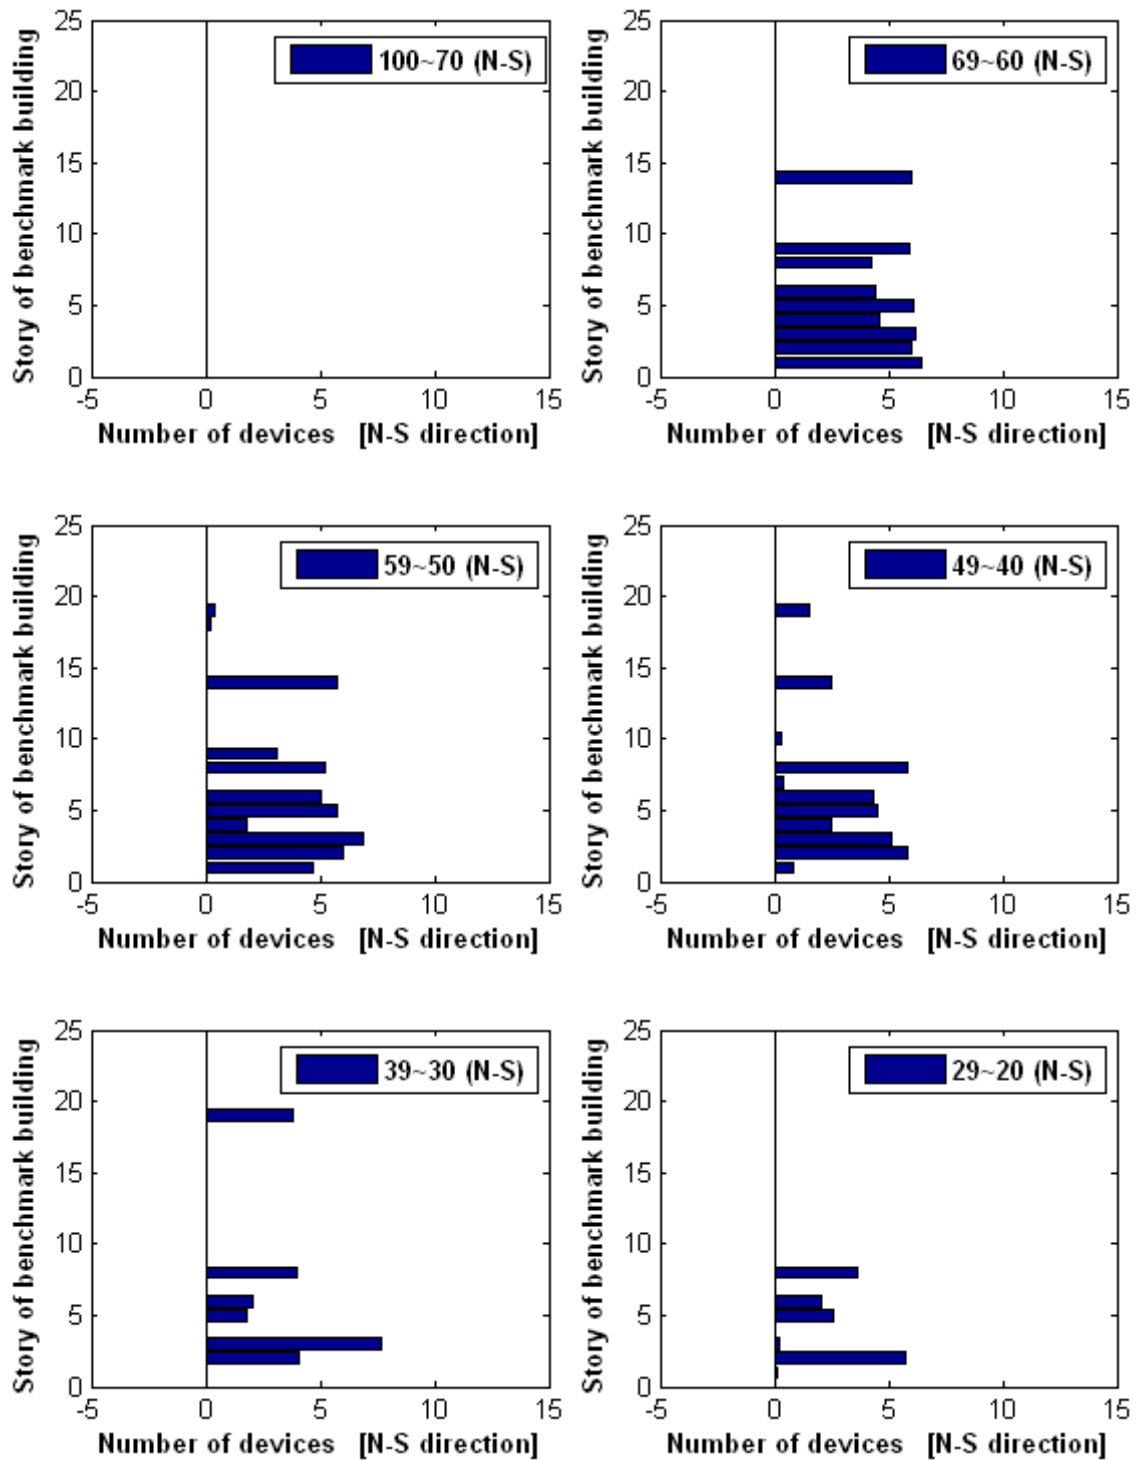 25
20
15
10
5
0
-5 0 5 10 15
Story of benchmark building
Number of devices [N-S direction]
100~70 (N-S)
25
20
15
10
5
0
-5 0 5 10 15
Story of benchmark building
Number of devices [N-S direction]
69~60 (N-S)
25
20
15
10
5
0
-5 0 5 10 15
Story of benchmark building
Number of devices [N-S direction]
59~50 (N-S)
25
20
15
10
5
0
-5 0 5 10 15
Story of benchmark building
Number of devices [N-S direction]
49~40 (N-S)
25
20
15
10
5
0
-5 0 5 10 15
Story of benchmark building
Number of devices [N-S direction]
39~30 (N-S)
25
20
15
10
5
0
-5 0 5 10 15
Story of benchmark building
Number of devices [N-S direction]
29~20 (N-S)